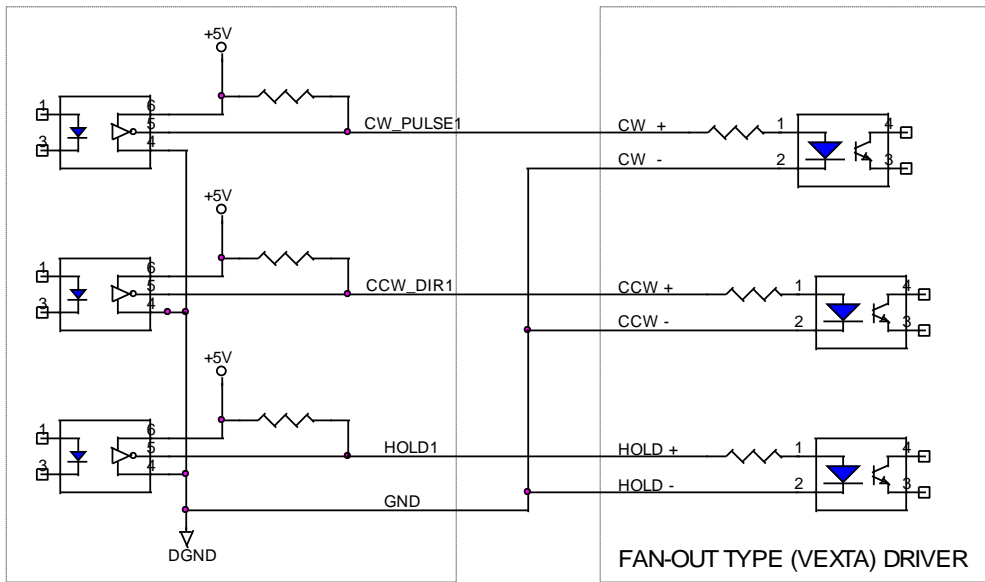 +5V
1 6 5 4 3
CW_PULSE1
CW + 1 4
CW - 2 3
+5V
1 6 5 4 3
CCW_DIR1
CCW + 1 4
CCW - 2 3
+5V
1 6 5 4 3
HOLD1
HOLD + 1 4
HOLD - 2 3
GND
DGND
FAN-OUT TYPE (VEXTA) DRIVER